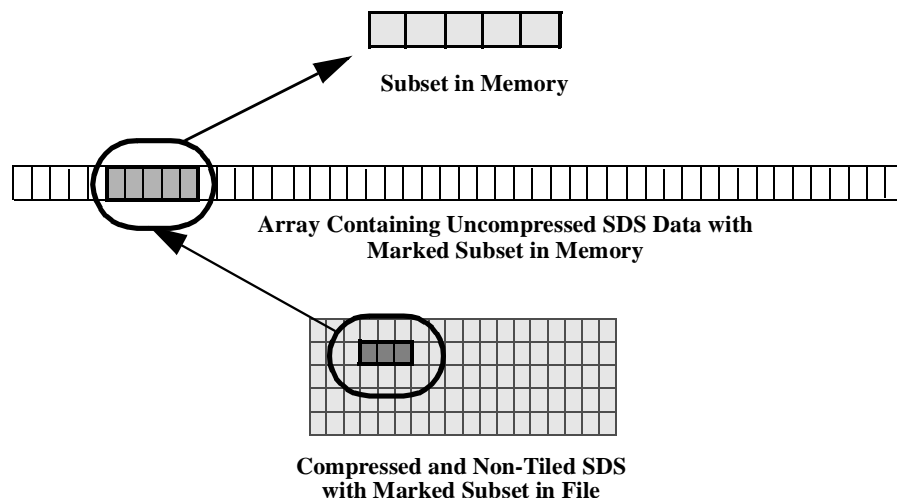 Subset in Memory
Array Containing Uncompressed SDS Data with
Marked Subset in Memory
Compressed and Non-Tiled SDS
with Marked Subset in File